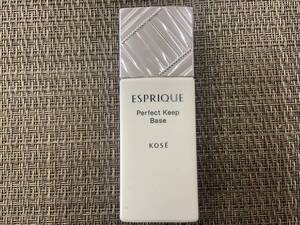 ESPRIQUE
Perfect Keep
Base
KOSÉ